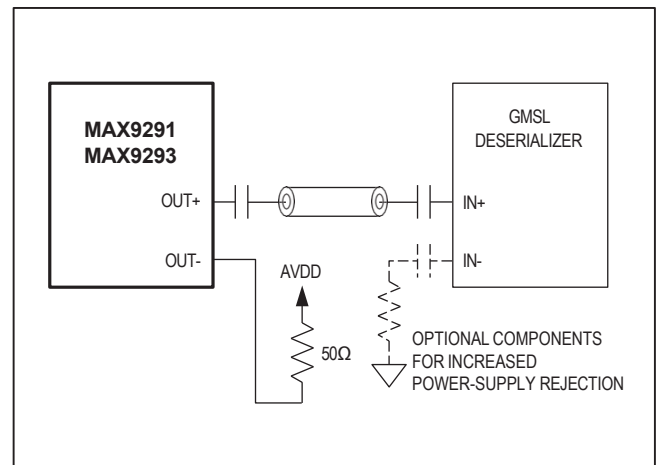 MAX9291
MAX9293
GMSL
DESERIALIZER
OUT+
IN+
OUT-
IN-
AVDD
50Ω
OPTIONAL COMPONENTS
FOR INCREASED
POWER-SUPPLY REJECTION